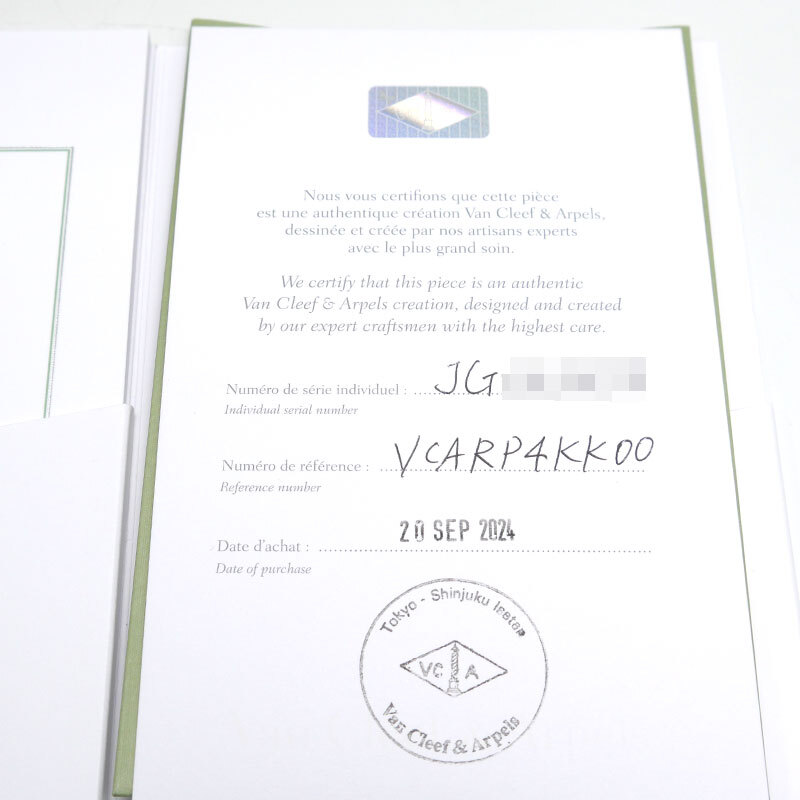 Nous vous certifions que cette pièce
est une authentique création Van Cleef & Arpels,
dessinée et créée par nos artisans experts
avec le plus grand soin.
We certify that this piece is an authentic
Van Cleef & Arpels creation, designed and created
by our expert craftsmen with the highest care.
Numéro de série individuel : JG
Individual serial number
Numéro de référence : VCARP4KK00
Reference number
Date d'achat : 20 SEP 2024
Date of purchase
Tokyo - Shinjuku Isetan
VC A
Van Cleef & Arpels